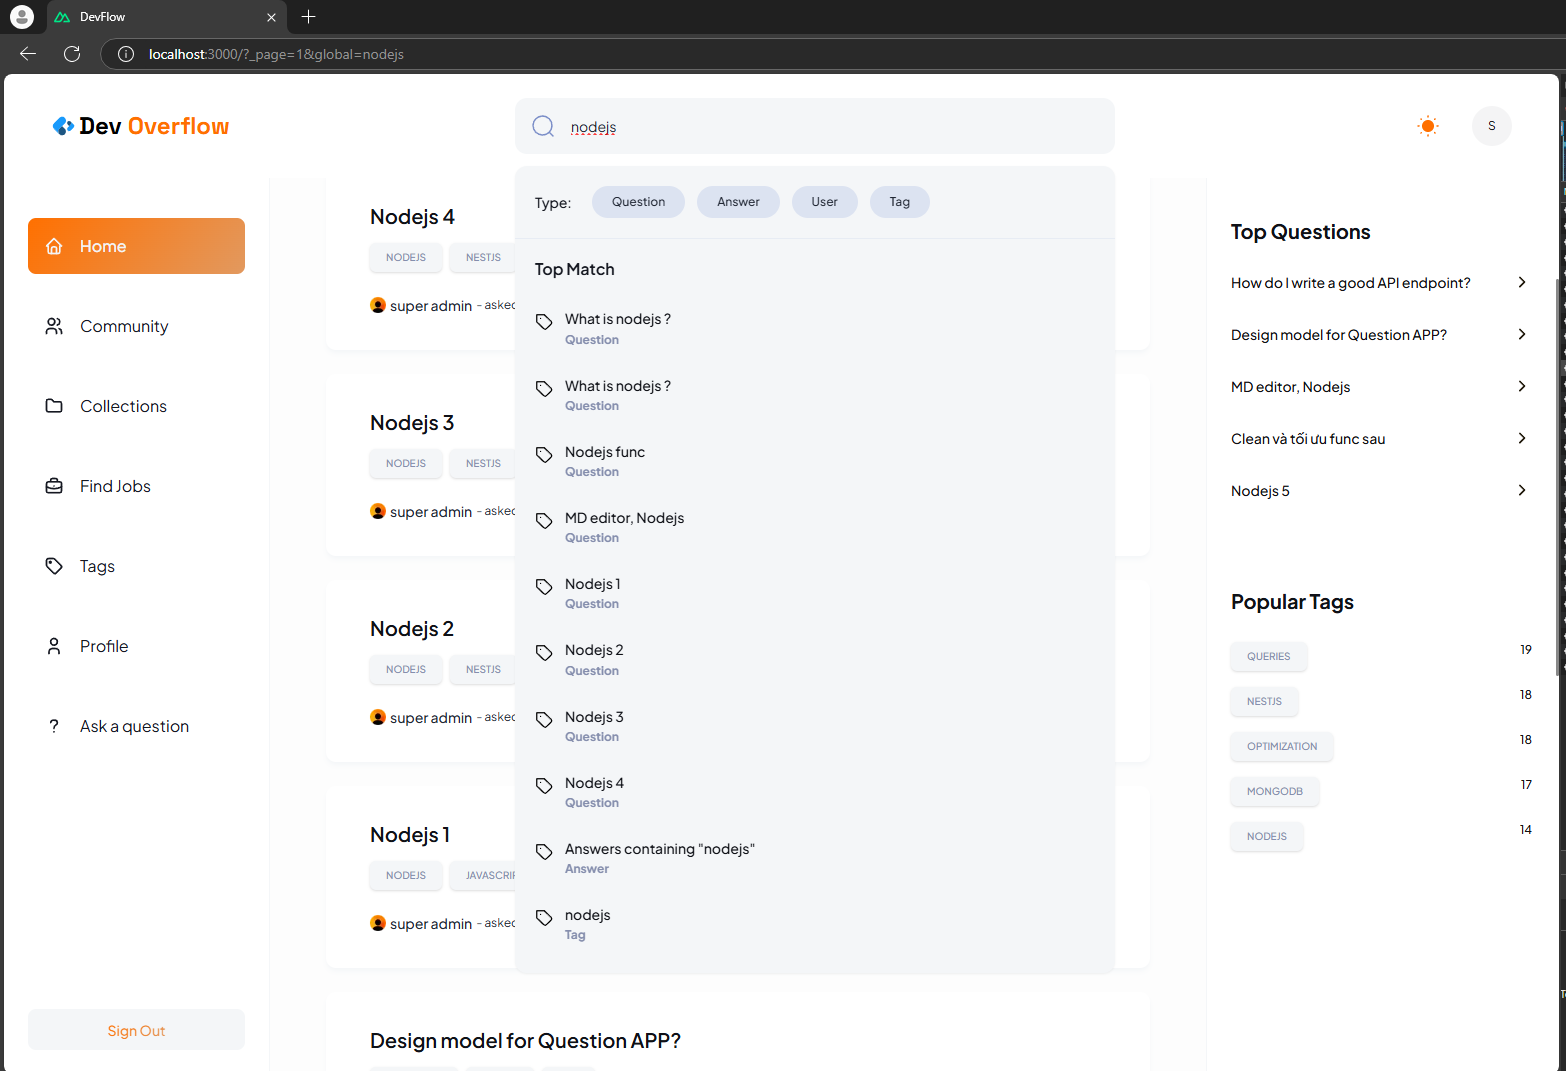 DevFlow
localhost:3000/?_page=1&global=nodejs
Dev Overflow
nodejs
S
Home
Community
Collections
Find Jobs
Tags
Profile
? Ask a question
Sign Out
Nodejs 4
NODEJS NESTJS
super admin - asked
Nodejs 3
NODEJS NESTJS
super admin - asked
Nodejs 2
NODEJS NESTJS
super admin - asked
Nodejs 1
NODEJS JAVASCRI
super admin - asked
Design model for Question APP?
Type: Question Answer User Tag
Top Match
What is nodejs ?
Question
What is nodejs ?
Question
Nodejs func
Question
MD editor, Nodejs
Question
Nodejs 1
Question
Nodejs 2
Question
Nodejs 3
Question
Nodejs 4
Question
Answers containing "nodejs"
Answer
nodejs
Tag
Top Questions
How do I write a good API endpoint?
Design model for Question APP?
MD editor, Nodejs
Clean và tối ưu func sau
Nodejs 5
Popular Tags
QUERIES 19
NESTJS 18
OPTIMIZATION 18
MONGODB 17
NODEJS 14